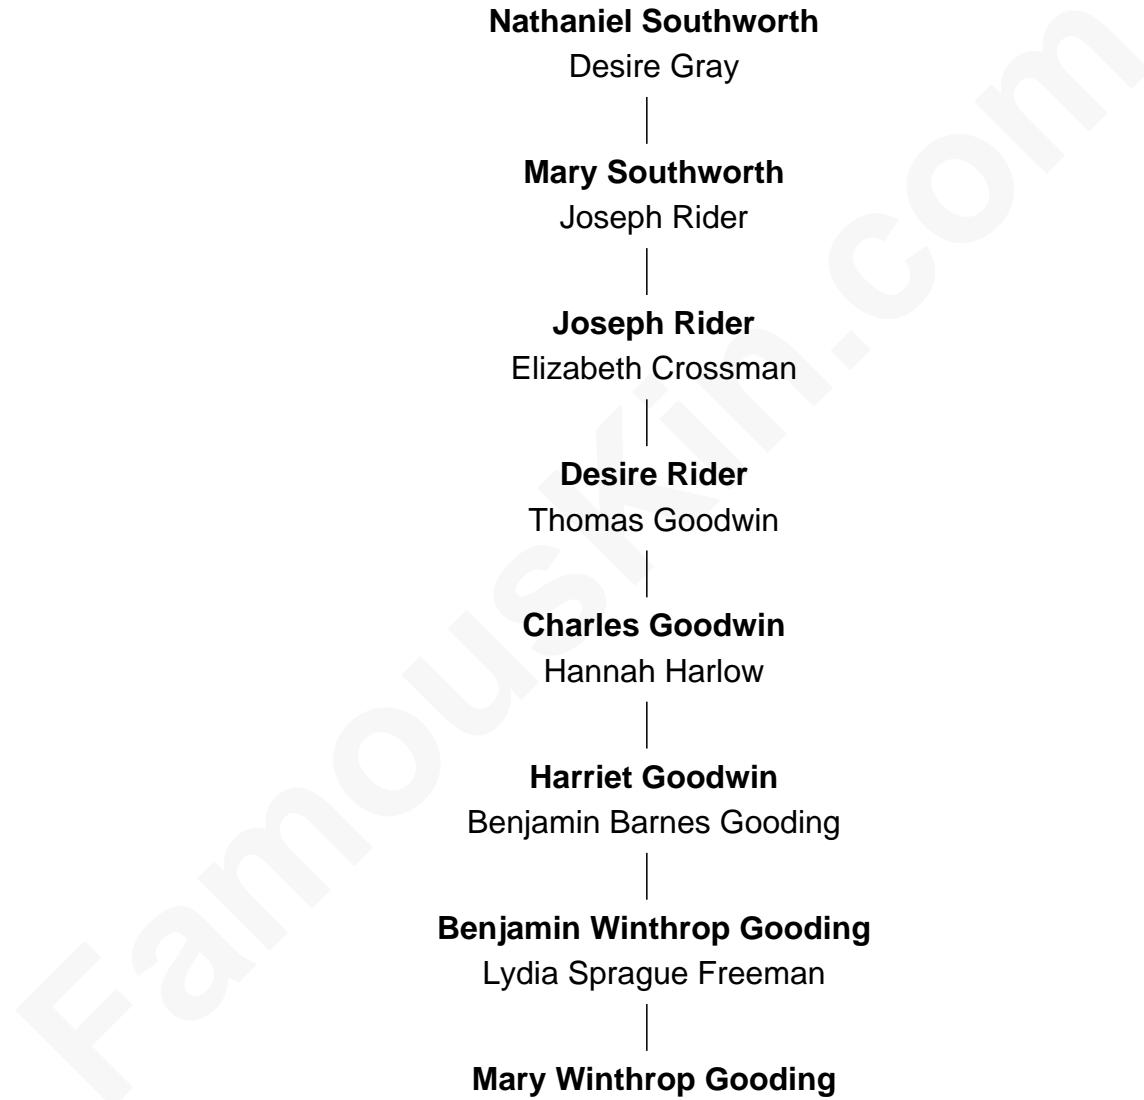 Nathaniel Southworth
Desire Gray
Mary Southworth
Joseph Rider
Joseph Rider
Elizabeth Crossman
Desire Rider
Thomas Goodwin
Charles Goodwin
Hannah Harlow
Harriet Goodwin
Benjamin Barnes Gooding
Benjamin Winthrop Gooding
Lydia Sprague Freeman
Mary Winthrop Gooding
FamousKin.com